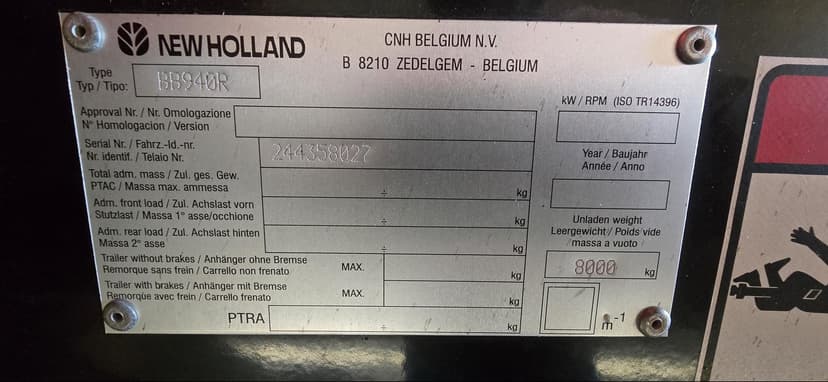 NEW HOLLAND
CNH BELGIUM N.V.
B 8210 ZEDELGEM - BELGIUM
Type
Typ / Tipo: BB940R
Approval Nr. / Nr. Omologazione
N° Homologacion / Version
Serial Nr. / Fahrz.-Id.-nr.
Nr. identif. / Telaio Nr. 244358027
Total adm. mass / Zul. ges. Gew.
PTAC / Massa max. ammessa ÷ kg
Adm. front load / Zul. Achslast vorn
Stutzlast / Massa 1° asse/occhione ÷ kg
Adm. rear load / Zul. Achslast hinten
Massa 2° asse ÷ kg
Trailer without brakes / Anhänger ohne Bremse
Remorque sans frein / Carrello non frenato MAX. kg
Trailer with brakes / Anhänger mit Bremse
Remorque avec frein / Carrello frenato MAX. kg
PTRA ÷ kg
kW / RPM (ISO TR14396)
Year / Baujahr
Année / Anno
Unladen weight
Leergewicht / Poids vide
massa a vuoto
8000 kg
m-1